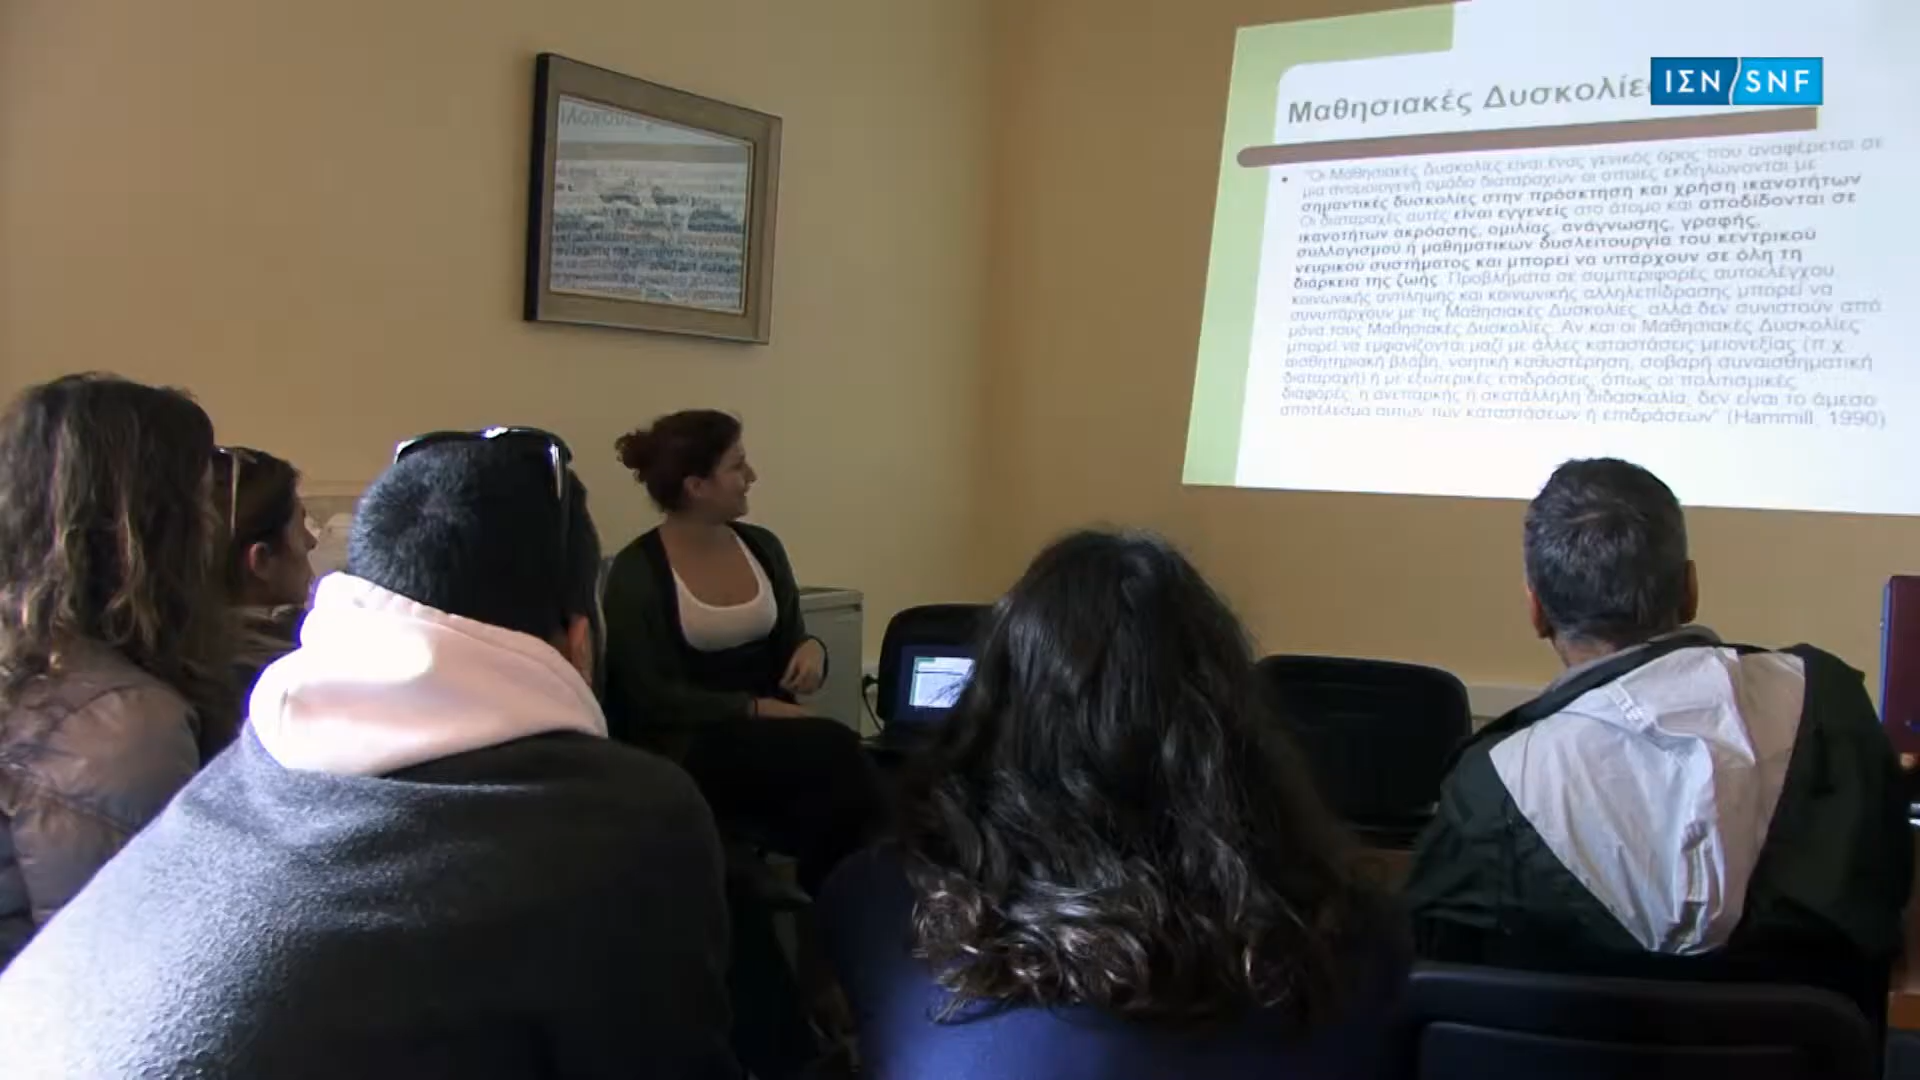 ΙΣΝ/SNF
Μαθησιακές Δυσκολίες
• "Οι Μαθησιακές Δυσκολίες είναι ένας γενικός όρος που αναφέρεται σε
μια ανομοιογενή ομάδα διαταραχών οι οποίες εκδηλώνονται με
σημαντικές δυσκολίες στην πρόσκτηση και χρήση ικανοτήτων
Οι διαταραχές αυτές είναι εγγενείς στο άτομο και αποδίδονται σε
ικανοτήτων ακρόασης, ομιλίας, ανάγνωσης, γραφής,
συλλογισμού ή μαθηματικών δυσλειτουργία του κεντρικού
νευρικού συστήματος και μπορεί να υπάρχουν σε όλη τη
διάρκεια της ζωής. Προβλήματα σε συμπεριφορές αυτοελέγχου,
κοινωνικής αντίληψης και κοινωνικής αλληλεπίδρασης μπορεί να
συνυπάρχουν με τις Μαθησιακές Δυσκολίες, αλλά δεν συνιστούν από
μόνα τους Μαθησιακές Δυσκολίες. Αν και οι Μαθησιακές Δυσκολίες
μπορεί να εμφανίζονται μαζί με άλλες καταστάσεις μειονεξίας (π.χ.
αισθητηριακή βλάβη, νοητική καθυστέρηση, σοβαρή συναισθηματική
διαταραχή) ή με εξωτερικές επιδράσεις, όπως οι πολιτισμικές
διαφορές, η ανεπαρκής ή ακατάλληλη διδασκαλία, δεν είναι το άμεσο
αποτέλεσμα αυτών των καταστάσεων ή επιδράσεων" (Hammill, 1990)